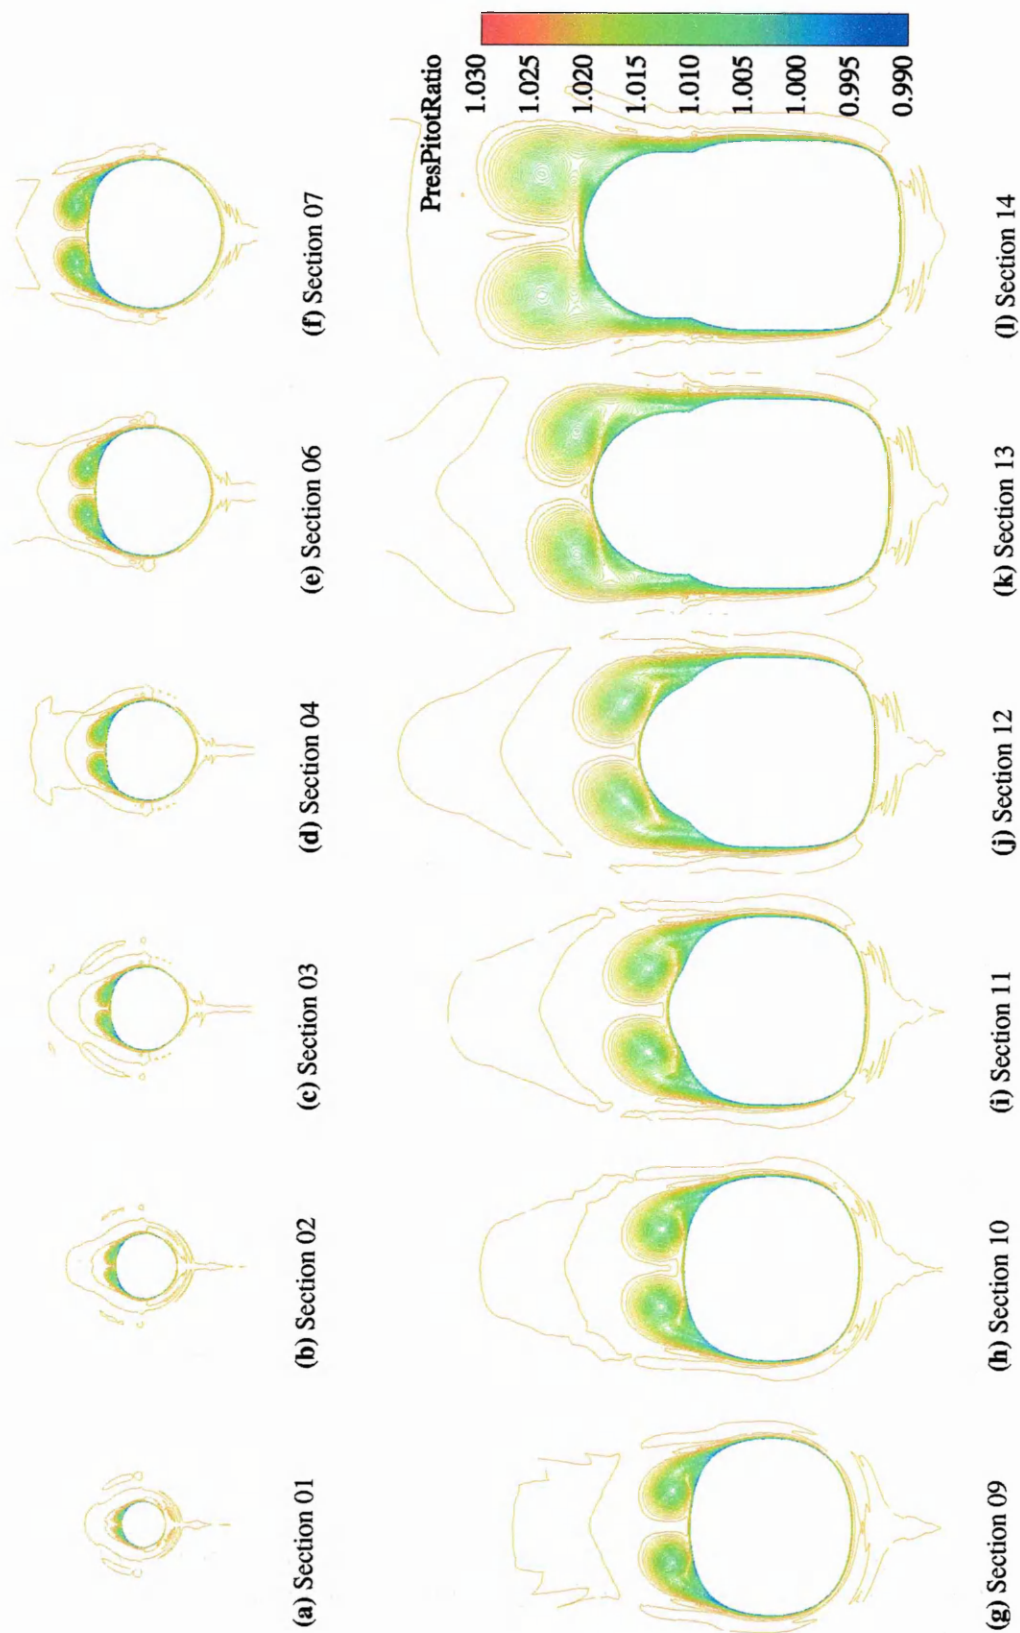 (a) Section 01
(b) Section 02
(c) Section 03
(d) Section 04
(e) Section 06
(f) Section 07
PresPitotRatio
1.030
1.025
1.020
1.015
1.010
1.005
1.000
0.995
0.990
(g) Section 09
(h) Section 10
(i) Section 11
(j) Section 12
(k) Section 13
(l) Section 14